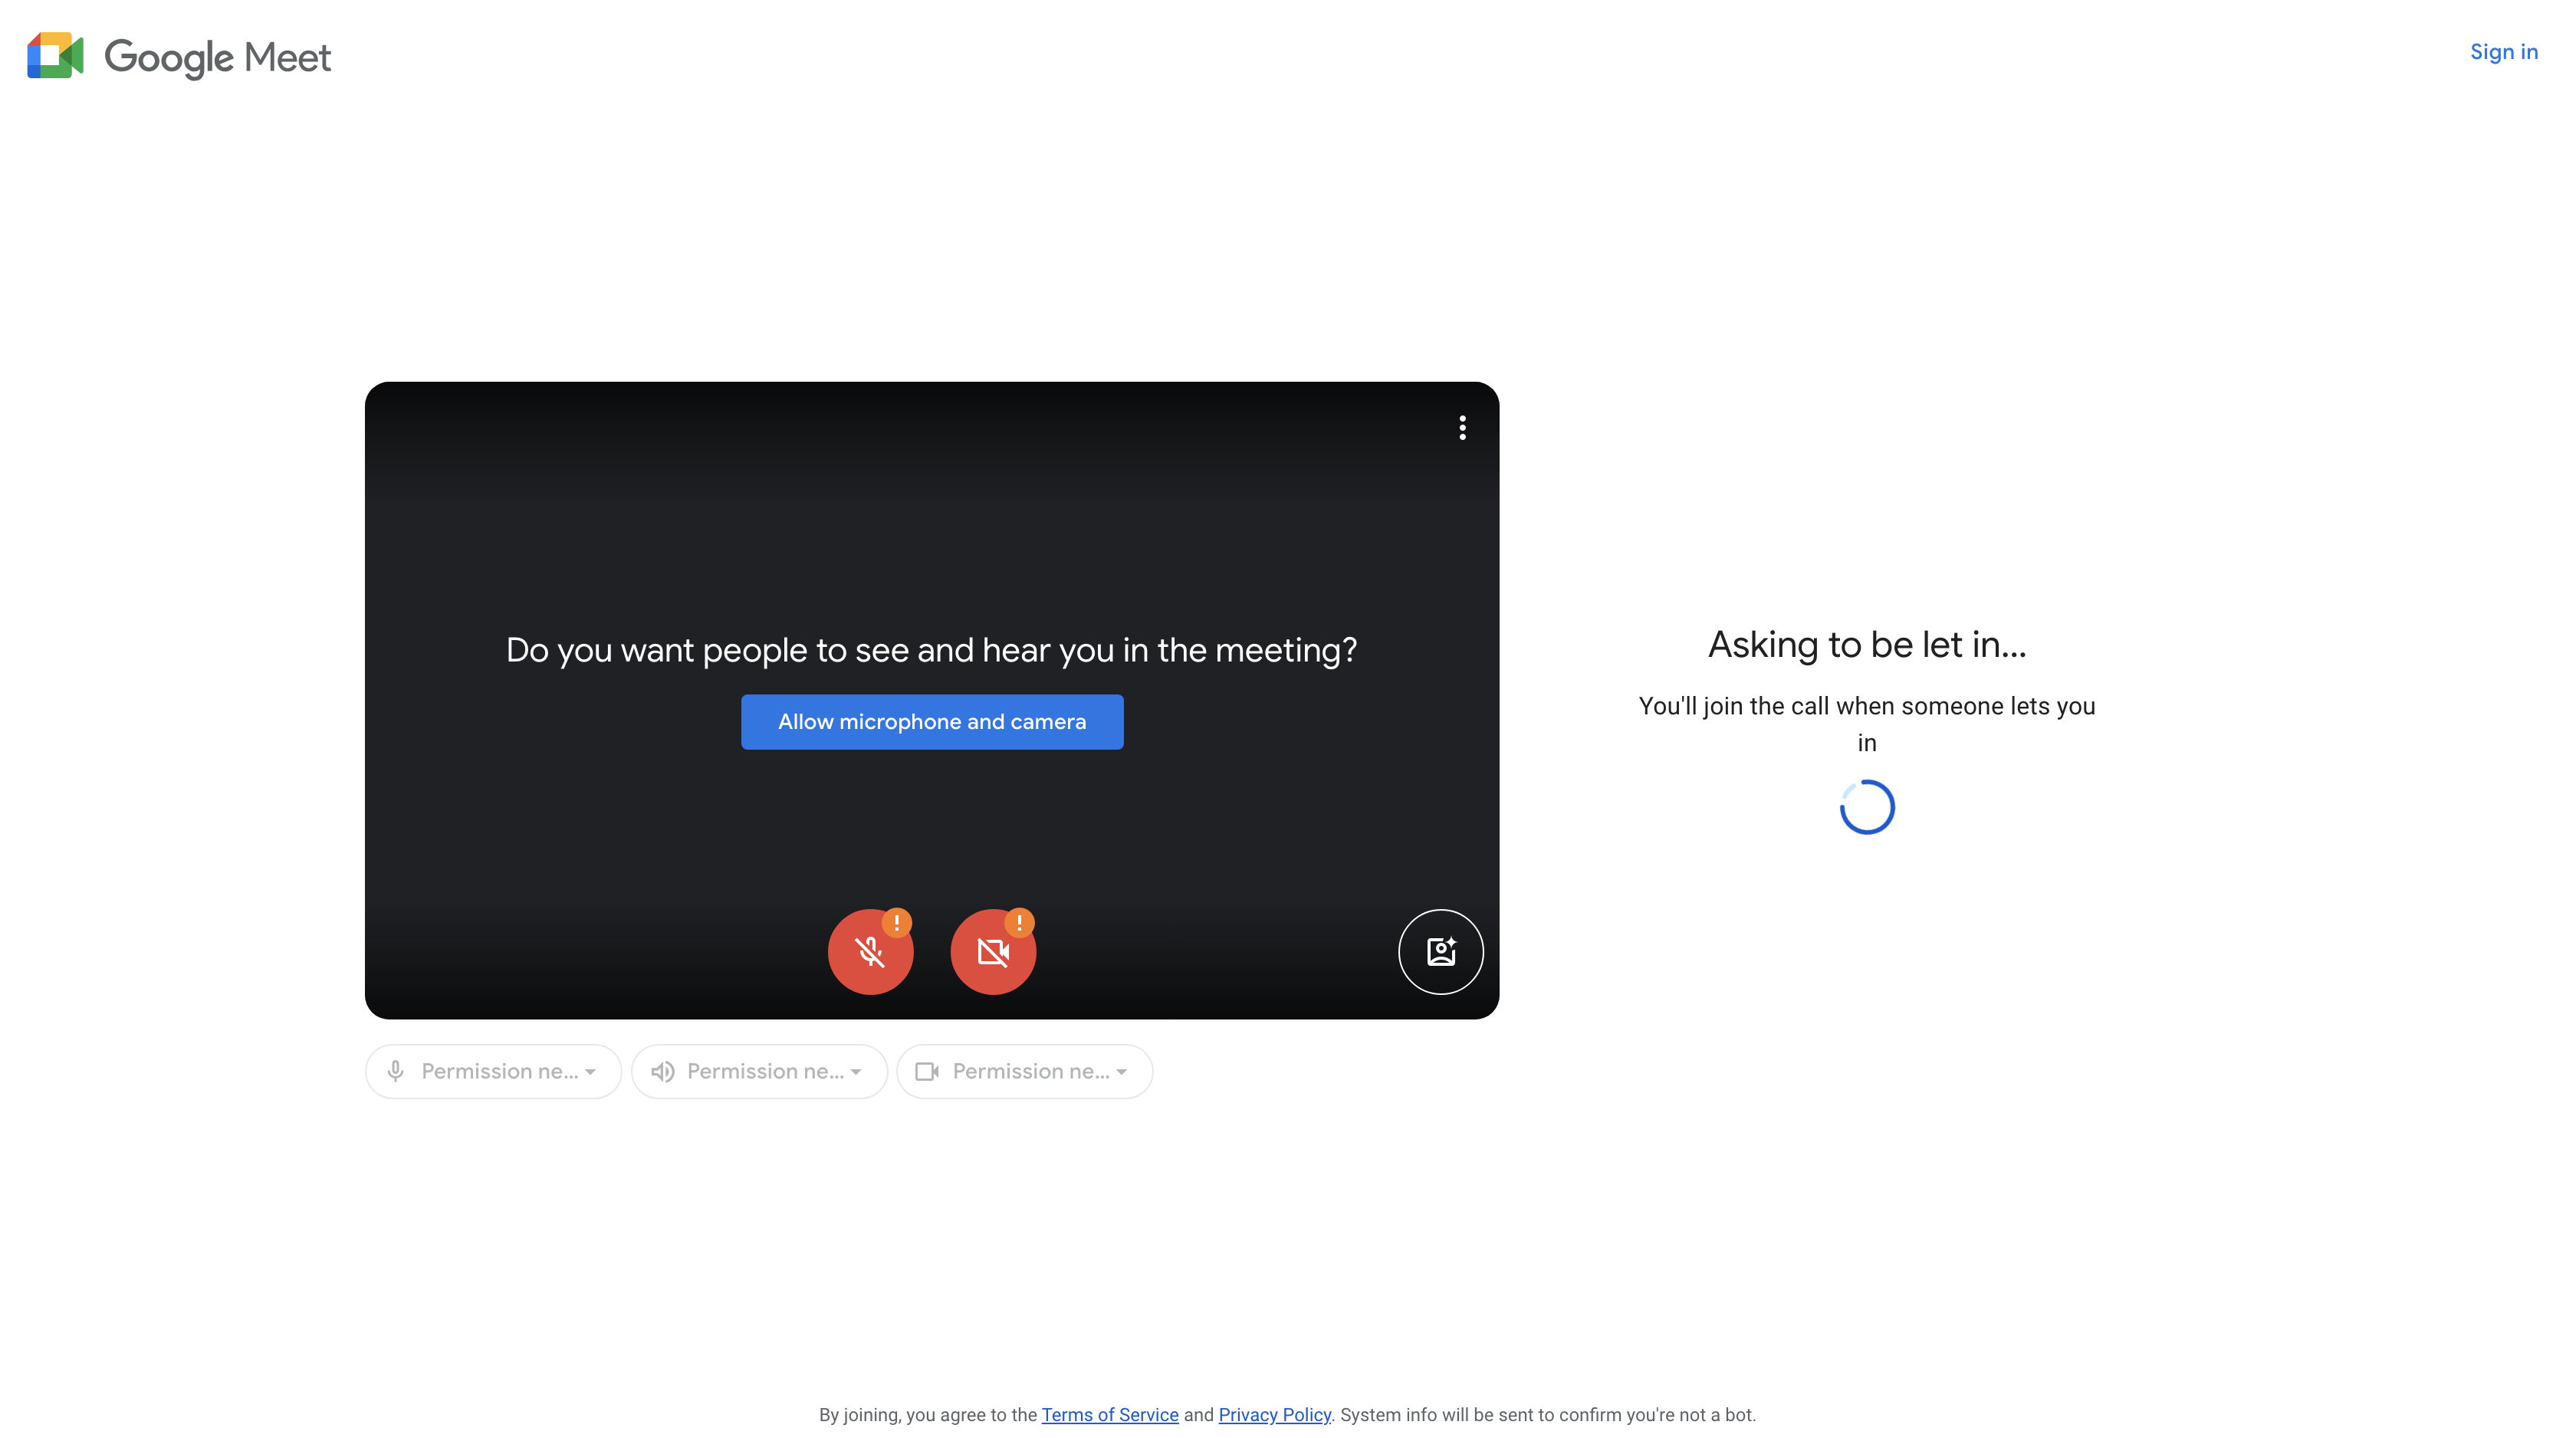 Google Meet
Sign in
Do you want people to see and hear you in the meeting?
Allow microphone and camera
Asking to be let in...
You'll join the call when someone lets you
in
Permission ne... Permission ne... Permission ne...
By joining, you agree to the Terms of Service and Privacy Policy. System info will be sent to confirm you're not a bot.